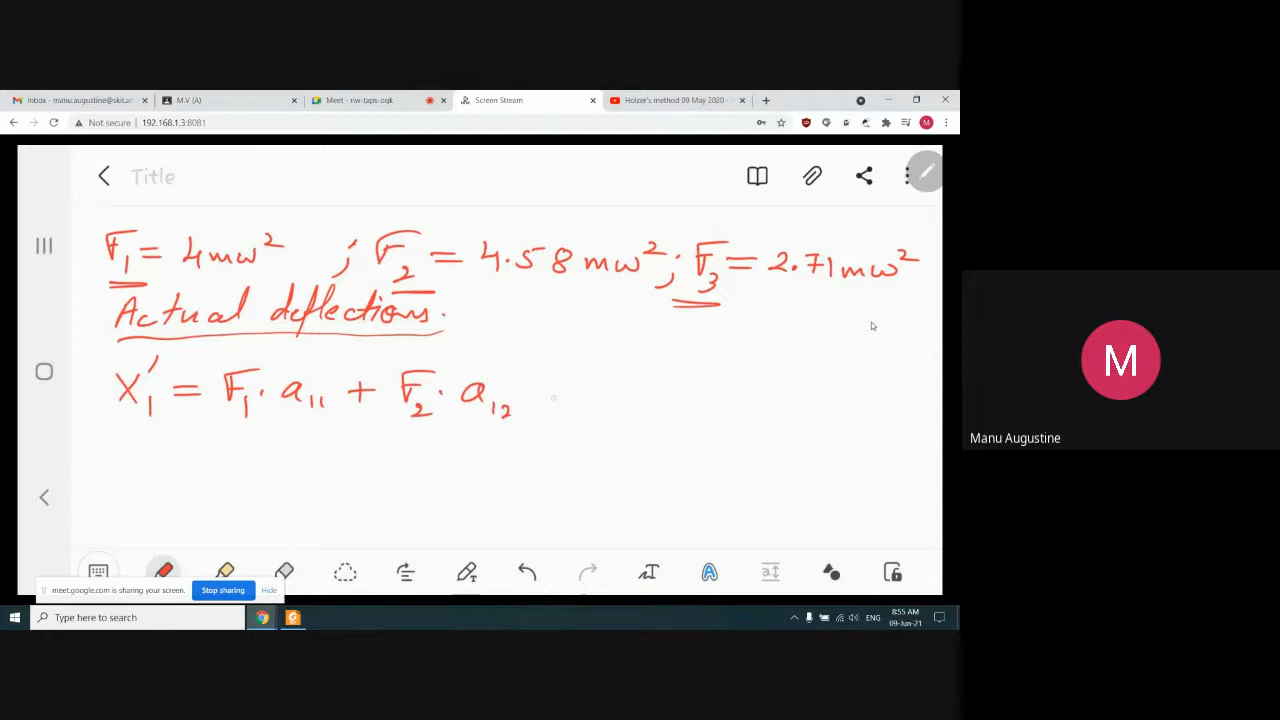 Inbox - manu.augustine@skit.ac
M.V (A)
Meet - riw-taps-oqk
Screen Stream
Holzer's method 09 May 2020 -
Not secure | 192.168.1.3:8081
Title
F₁ = 4mω² ; F₂ = 4.58 mω² ; F₃ = 2.71mω²
Actual deflections.
X₁' = F₁ · a₁₁ + F₂ · a₁₂
M
Manu Augustine
meet.google.com is sharing your screen. Stop sharing Hide
Type here to search
ENG
8:55 AM
09-Jun-21